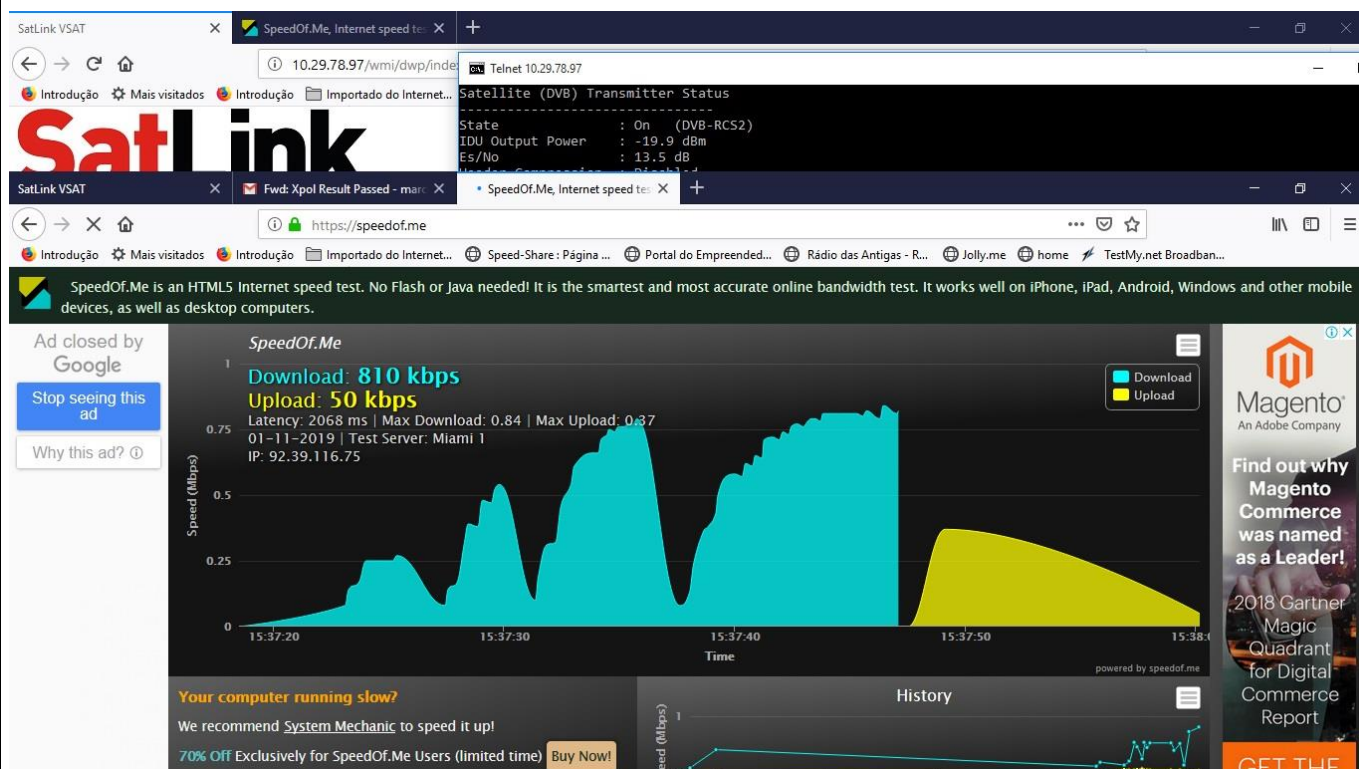 SatLink VSAT
SpeedOf.Me, Internet speed tes
10.29.78.97/wmi/dwp/inde
Telnet 10.29.78.97
Introdução Mais visitados Introdução Importado do Internet...
Satellite (DVB) Transmitter Status
--------------------------------
State : On (DVB-RCS2)
IDU Output Power : -19.9 dBm
Es/No : 13.5 dB
SatLink
SatLink VSAT
Fwd: Xpol Result Passed - marc
SpeedOf.Me, Internet speed tes
https://speedof.me
Introdução Mais visitados Introdução Importado do Internet... Speed-Share : Página ... Portal do Empreended... Rádio das Antigas - R... Jolly.me home TestMy.net Broadban...
SpeedOf.Me is an HTML5 Internet speed test. No Flash or Java needed! It is the smartest and most accurate online bandwidth test. It works well on iPhone, iPad, Android, Windows and other mobile
devices, as well as desktop computers.
Ad closed by
Google
Stop seeing this
ad
Why this ad?
SpeedOf.Me
Download: 810 kbps
Upload: 50 kbps
Latency: 2068 ms | Max Download: 0.84 | Max Upload: 0.37
01-11-2019 | Test Server: Miami 1
IP: 92.39.116.75
Download
Upload
1
0.75
0.5
0.25
0
Speed (Mbps)
15:37:20 15:37:30 15:37:40 15:37:50 15:38:
Time
powered by speedof.me
Your computer running slow?
We recommend System Mechanic to speed it up!
70% Off Exclusively for SpeedOf.Me Users (limited time) Buy Now!
History
1
eed (Mbps)
Magento
An Adobe Company
Find out why
Magento
Commerce
was named
as a Leader!
2018 Gartner
Magic
Quadrant
for Digital
Commerce
Report
GET THE